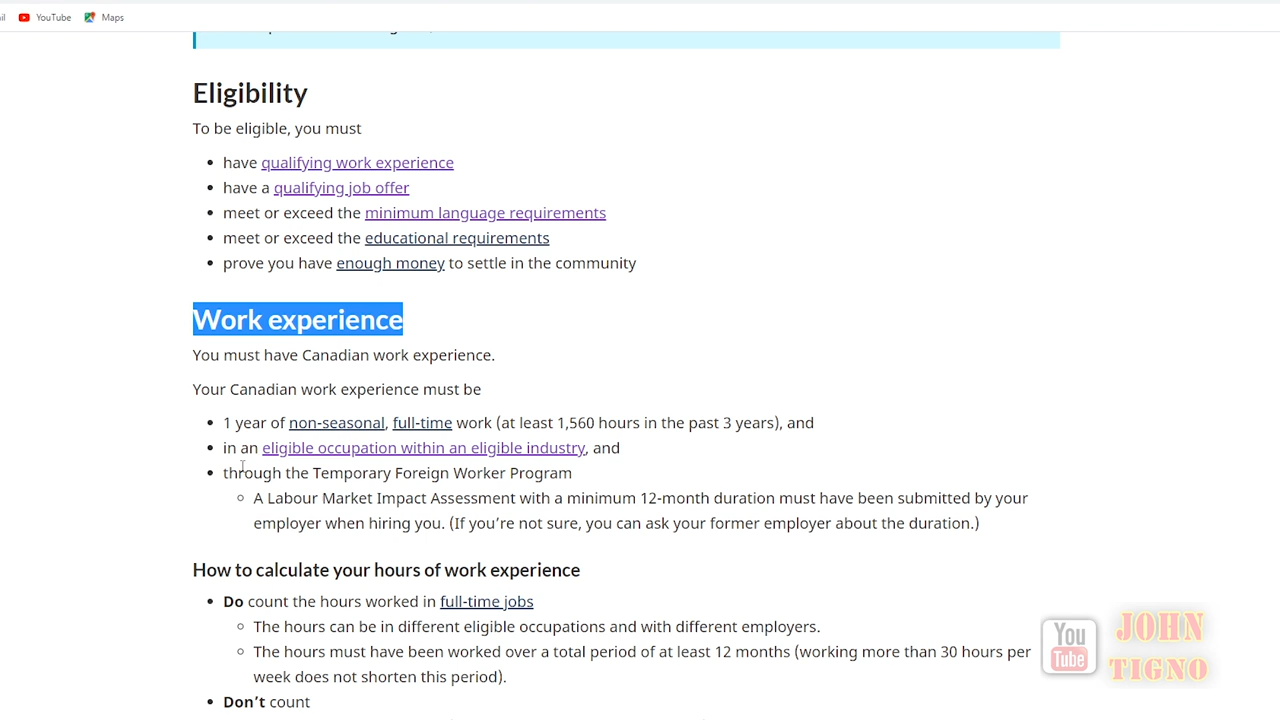 YouTube Maps
Eligibility
To be eligible, you must
have qualifying work experience
have a qualifying job offer
meet or exceed the minimum language requirements
meet or exceed the educational requirements
prove you have enough money to settle in the community
Work experience
You must have Canadian work experience.
Your Canadian work experience must be
1 year of non-seasonal, full-time work (at least 1,560 hours in the past 3 years), and
in an eligible occupation within an eligible industry, and
through the Temporary Foreign Worker Program
A Labour Market Impact Assessment with a minimum 12-month duration must have been submitted by your
employer when hiring you. (If you're not sure, you can ask your former employer about the duration.)
How to calculate your hours of work experience
Do count the hours worked in full-time jobs
The hours can be in different eligible occupations and with different employers.
The hours must have been worked over a total period of at least 12 months (working more than 30 hours per
week does not shorten this period).
Don't count
You
Tube
JOHN
TIGNO